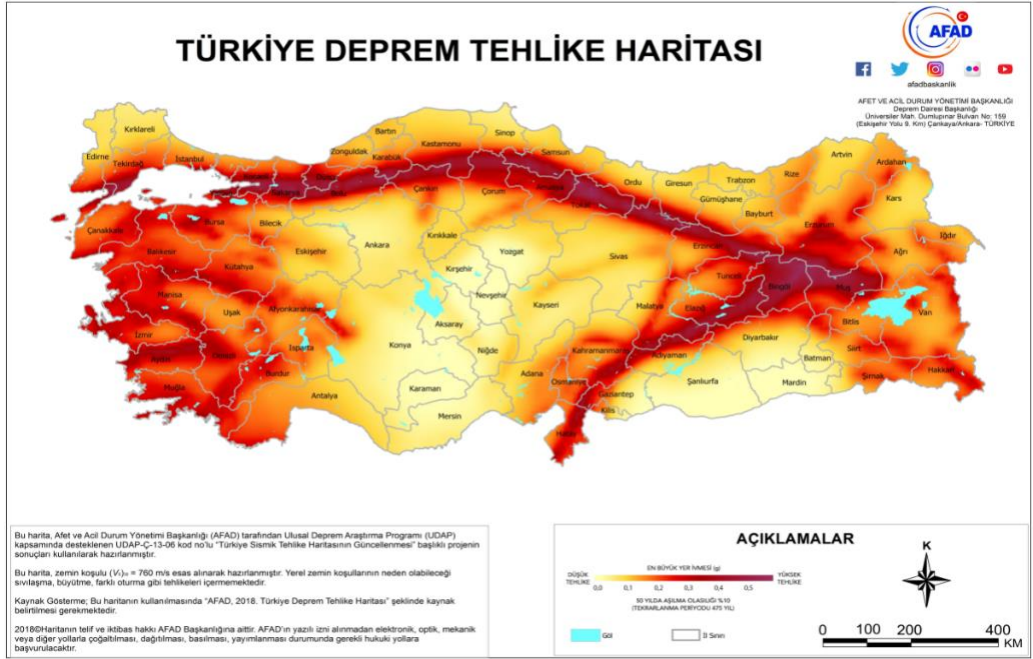 TÜRKİYE DEPREM TEHLİKE HARİTASI
AFAD
afadbaskanlik
AFET VE ACİL DURUM YÖNETİMİ BAŞKANLIĞI
Deprem Dairesi Başkanlığı
Üniversiler Mah. Dumlupınar Bulvarı No: 159
(Eskişehir Yolu 9. Km) Çankaya/Ankara- TÜRKİYE
Kırklareli
Edirne
Tekirdağ
İstanbul
Zonguldak
Bartın
Karabük
Kastamonu
Sinop
Samsun
Ordu
Giresun
Trabzon
Rize
Artvin
Ardahan
Kars
Gümüşhane
Bayburt
Iğdır
Ağrı
Çanakkale
Bursa
Bilecik
Sakarya
Bolu
Çankırı
Çorum
Amasya
Tokat
Erzincan
Erzurum
Balıkesir
Kütahya
Eskişehir
Ankara
Kırıkkale
Yozgat
Sivas
Tunceli
Bingöl
Muş
Van
Manisa
Uşak
Afyonkarahisar
Kırşehir
Nevşehir
Kayseri
Malatya
Elazığ
Bitlis
İzmir
Aydın
Denizli
Isparta
Konya
Aksaray
Niğde
Kahramanmaraş
Adıyaman
Diyarbakır
Batman
Siirt
Hakkari
Muğla
Burdur
Antalya
Karaman
Mersin
Adana
Osmaniye
Gaziantep
Kilis
Şanlıurfa
Mardin
Şırnak
Hatay
Bu harita, Afet ve Acil Durum Yönetimi Başkanlığı (AFAD) tarafından Ulusal Deprem Araştırma Programı (UDAP)
kapsamında desteklenen UDAP-Ç-13-06 kod no'lu "Türkiye Sismik Tehlike Haritasının Güncellenmesi" başlıklı projenin
sonuçları kullanılarak hazırlanmıştır.
Bu harita, zemin koşulu (Vs)30 = 760 m/s esas alınarak hazırlanmıştır. Yerel zemin koşullarının neden olabileceği
sıvılaşma, büyütme, farklı oturma gibi tehlikeleri içermemektedir.
Kaynak Gösterme; Bu haritanın kullanılmasında "AFAD, 2018. Türkiye Deprem Tehlike Haritası" şeklinde kaynak
belirtilmesi gerekmektedir.
2018©Haritanın telif ve iktibas hakkı AFAD Başkanlığına aittir. AFAD'ın yazılı izni alınmadan elektronik, optik, mekanik
veya diğer yollarla çoğaltılması, dağıtılması, basılması, yayımlanması durumunda gerekli hukuki yollara
başvurulacaktır.
AÇIKLAMALAR
EN BÜYÜK YER İVMESİ (g)
DÜŞÜK
TEHLİKE
YÜKSEK
TEHLİKE
0,0 0,1 0,2 0,3 0,4 0,5
50 YILDA AŞILMA OLASILIĞI %10
(TEKRARLANMA PERİYODU 475 YIL)
Göl
İl Sınırı
K
0 100 200 400
KM